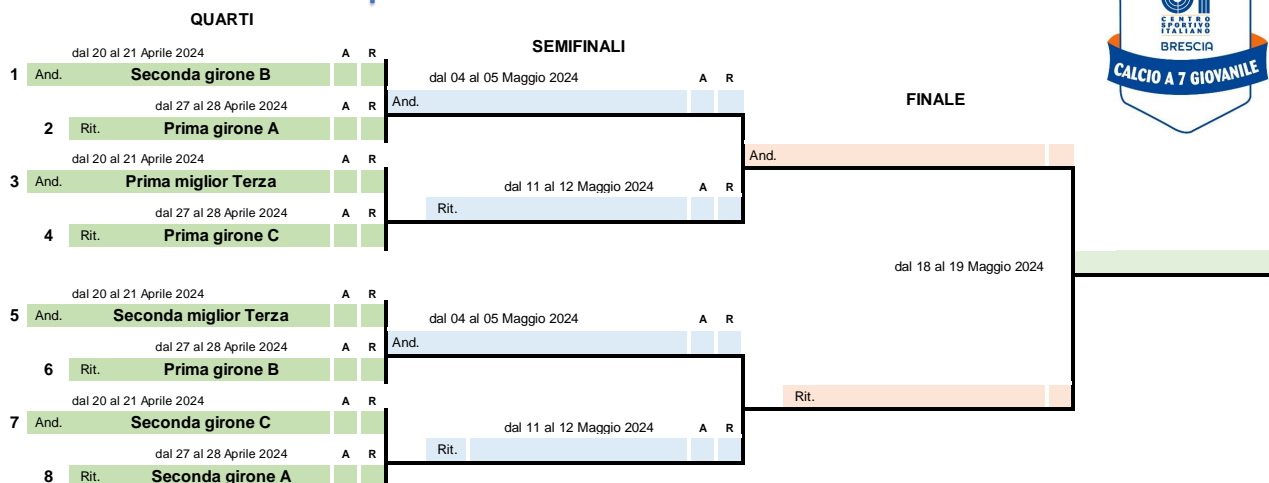 QUARTI
dal 20 al 21 Aprile 2024 A R
1 And. Seconda girone B
dal 27 al 28 Aprile 2024 A R
2 Rit. Prima girone A
dal 20 al 21 Aprile 2024 A R
3 And. Prima miglior Terza
dal 27 al 28 Aprile 2024 A R
4 Rit. Prima girone C
dal 20 al 21 Aprile 2024 A R
5 And. Seconda miglior Terza
dal 27 al 28 Aprile 2024 A R
6 Rit. Prima girone B
dal 20 al 21 Aprile 2024 A R
7 And. Seconda girone C
dal 27 al 28 Aprile 2024 A R
8 Rit. Seconda girone A
SEMIFINALI
dal 04 al 05 Maggio 2024 A R
And.
dal 11 al 12 Maggio 2024 A R
Rit.
dal 04 al 05 Maggio 2024 A R
And.
dal 11 al 12 Maggio 2024 A R
Rit.
FINALE
And.
dal 18 al 19 Maggio 2024
Rit.
CENTRO
SPORTIVO
ITALIANO
BRESCIA
CALCIO A 7 GIOVANILE